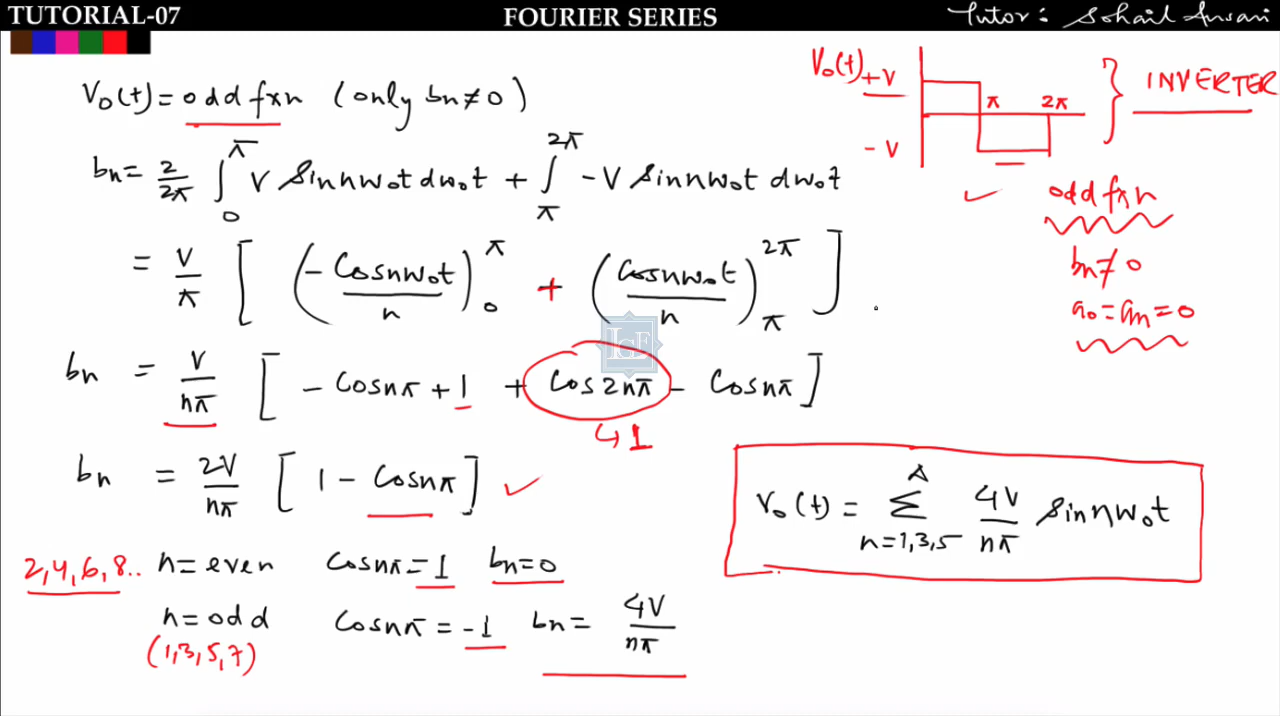 TUTORIAL-07
FOURIER SERIES
Tutor: Sohail Ansari
V₀(t) = odd fxn (only bn≠0)
bn = 2/2π ∫₀^π V Sin nω₀t dω₀t + ∫_π^2π -V Sin nω₀t dω₀t
= V/π [ (-Cos nω₀t / n)₀^π + (Cos nω₀t / n)_π^2π ]
bn = V/nπ [ - Cos nπ + 1 + Cos 2nπ - Cos nπ ]
↳ 1
bn = 2V/nπ [ 1 - Cos nπ ] ✓
2,4,6,8.. n = even Cos nπ = 1 bn = 0
n = odd Cos nπ = -1 bn = 4V/nπ
(1,3,5,7)
V₀(t) +V
π 2π
-V
} INVERTER
✓ odd fxn
bn≠0
a₀ = an = 0
ICE
V₀(t) = Σ_{n=1,3,5}^∞ 4V/nπ Sin nω₀t